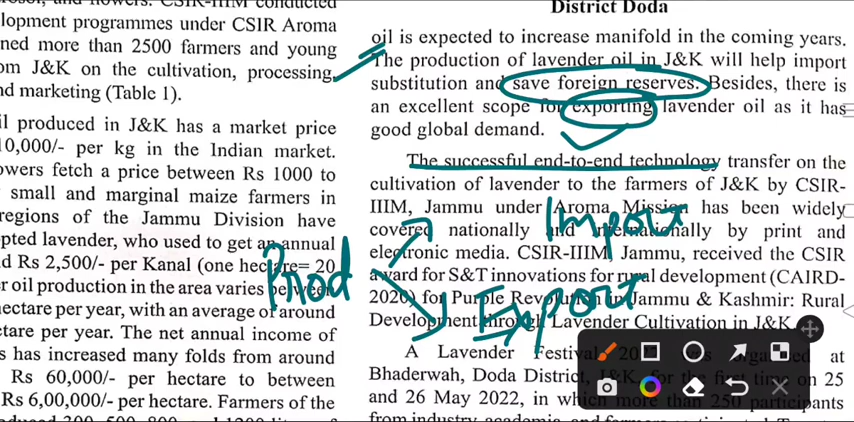 District Doda
lopment programmes under CSIR Aroma
ned more than 2500 farmers and young
om J&K on the cultivation, processing,
nd marketing (Table 1).
il produced in J&K has a market price
10,000/- per kg in the Indian market.
owers fetch a price between Rs 1000 to
small and marginal maize farmers in
regions of the Jammu Division have
pted lavender, who used to get an annual
d Rs 2,500/- per Kanal (one hectare= 20
r oil production in the area varies between
hectare per year, with an average of around
ctare per year. The net annual income of
s has increased many folds from around
Rs 60,000/- per hectare to between
Rs 6,00,000/- per hectare. Farmers of the
oil is expected to increase manifold in the coming years.
The production of lavender oil in J&K will help import
substitution and save foreign reserves. Besides, there is
an excellent scope for exporting lavender oil as it has
good global demand.
The successful end-to-end technology transfer on the
cultivation of lavender to the farmers of J&K by CSIR-
IIIM, Jammu under Aroma Mission has been widely
covered nationally and internationally by print and
electronic media. CSIR-IIIM Jammu, received the CSIR
award for S&T innovations for rural development (CAIRD-
2020) for Purple Revolution in Jammu & Kashmir: Rural
Development through Lavender Cultivation in J&K.
A Lavender Festival
Bhaderwah, Doda District, J&K, for the first time on 25
and 26 May 2022, in which more than 250 participants
Prod
Import
Export